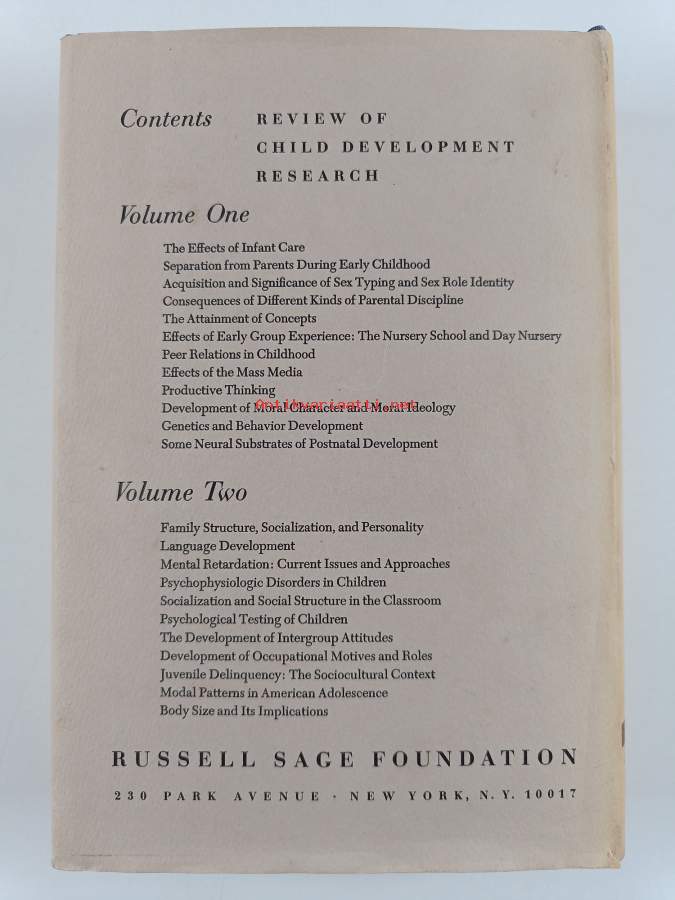 Contents REVIEW OF
CHILD DEVELOPMENT
RESEARCH
Volume One
The Effects of Infant Care
Separation from Parents During Early Childhood
Acquisition and Significance of Sex Typing and Sex Role Identity
Consequences of Different Kinds of Parental Discipline
The Attainment of Concepts
Effects of Early Group Experience: The Nursery School and Day Nursery
Peer Relations in Childhood
Effects of the Mass Media
Productive Thinking
Antikvariaatti.net
Development of Moral Character and Moral Ideology
Genetics and Behavior Development
Some Neural Substrates of Postnatal Development
Volume Two
Family Structure, Socialization, and Personality
Language Development
Mental Retardation: Current Issues and Approaches
Psychophysiologic Disorders in Children
Socialization and Social Structure in the Classroom
Psychological Testing of Children
The Development of Intergroup Attitudes
Development of Occupational Motives and Roles
Juvenile Delinquency: The Sociocultural Context
Modal Patterns in American Adolescence
Body Size and Its Implications
RUSSELL SAGE FOUNDATION
230 PARK AVENUE · NEW YORK, N.Y. 10017